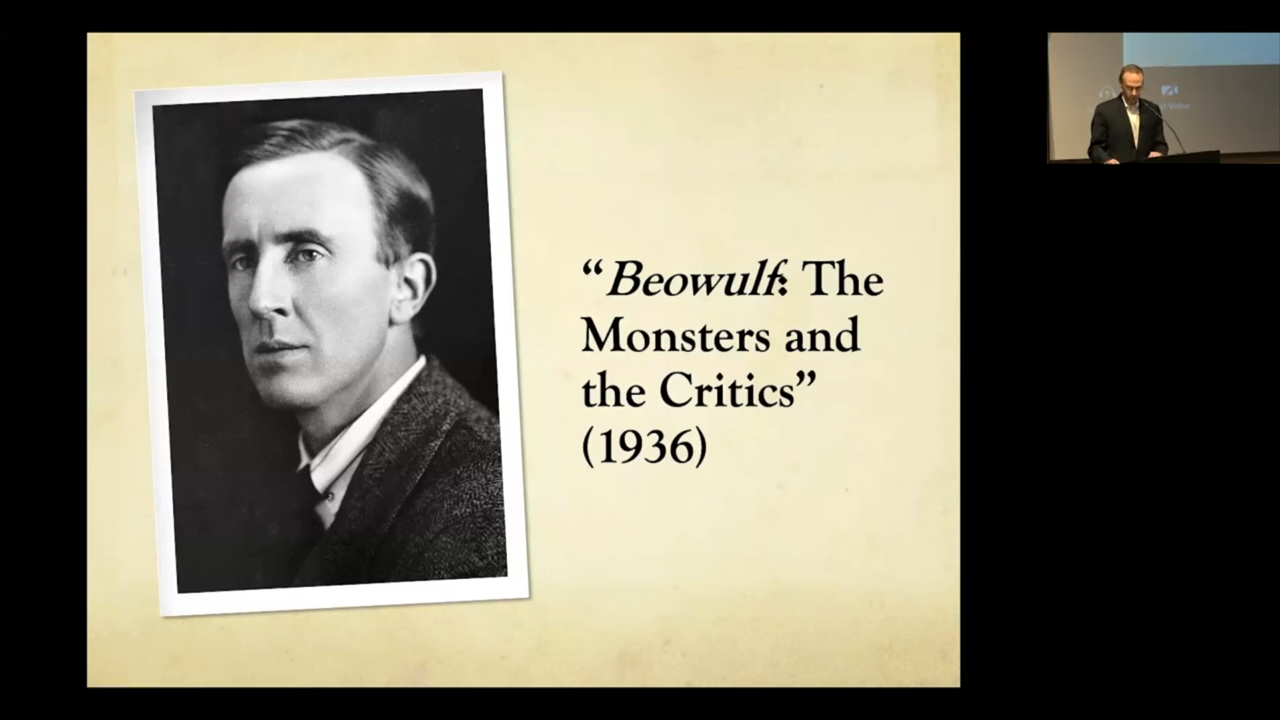 “Beowulf: The
Monsters and
the Critics”
(1936)